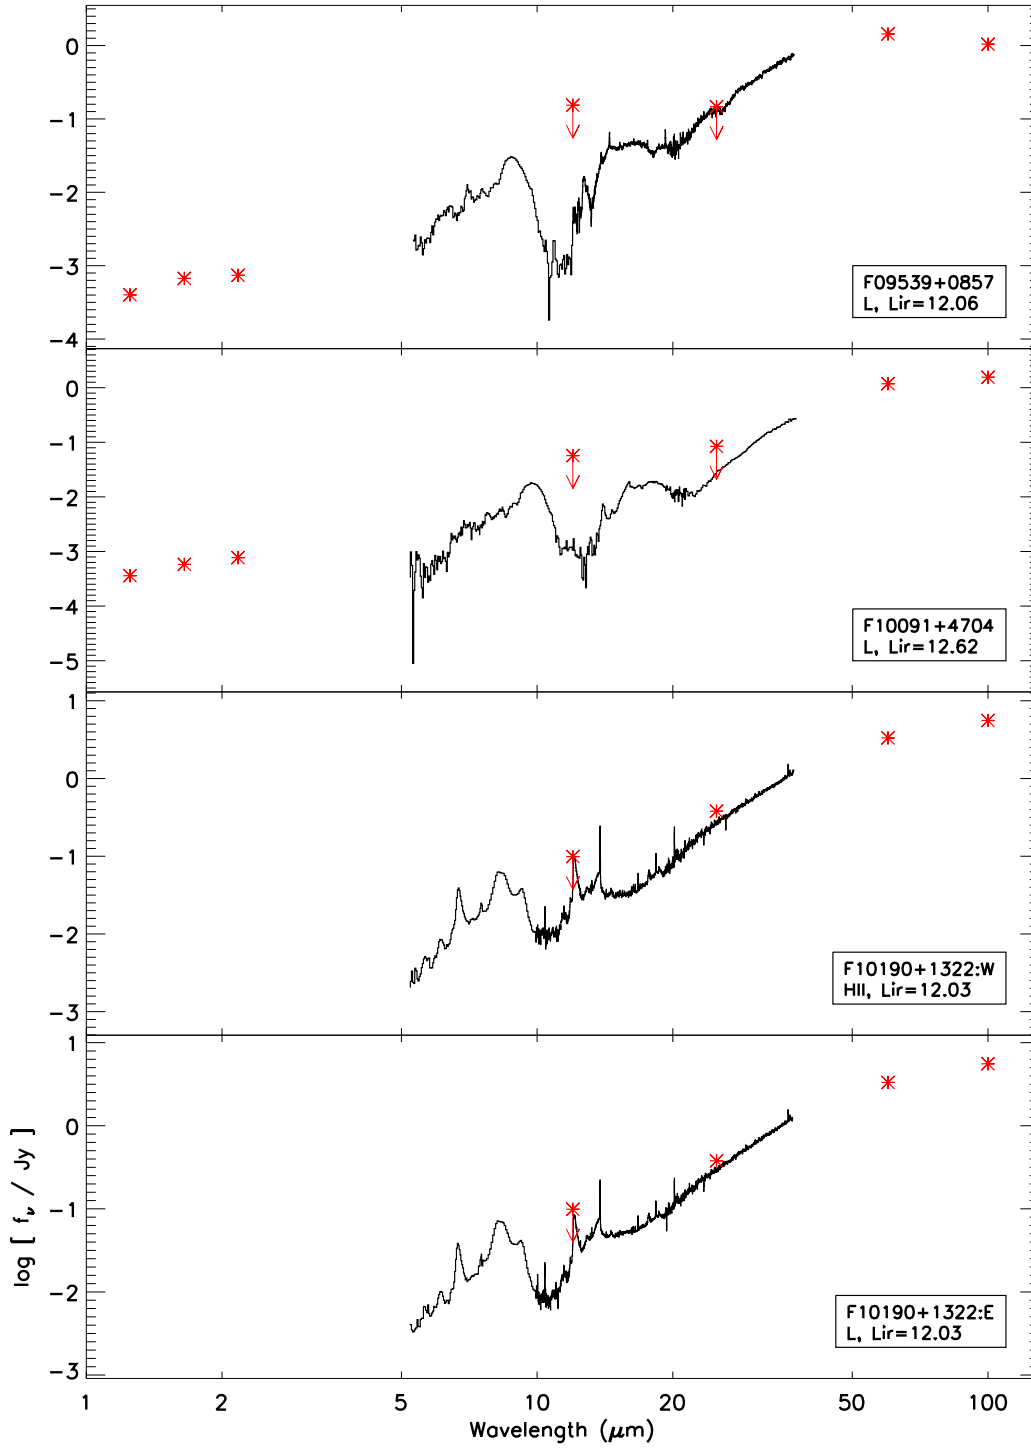 0
−1
−2
−3
−4
F09539+0857
L, Lir=12.06
0
−1
−2
−3
−4
−5
F10091+4704
L, Lir=12.62
1
0
−1
−2
−3
F10190+1322:W
HII, Lir=12.03
1
0
−1
−2
−3
F10190+1322:E
L, Lir=12.03
log [ fν / Jy ]
1 2 5 10 20 50 100
Wavelength (μm)